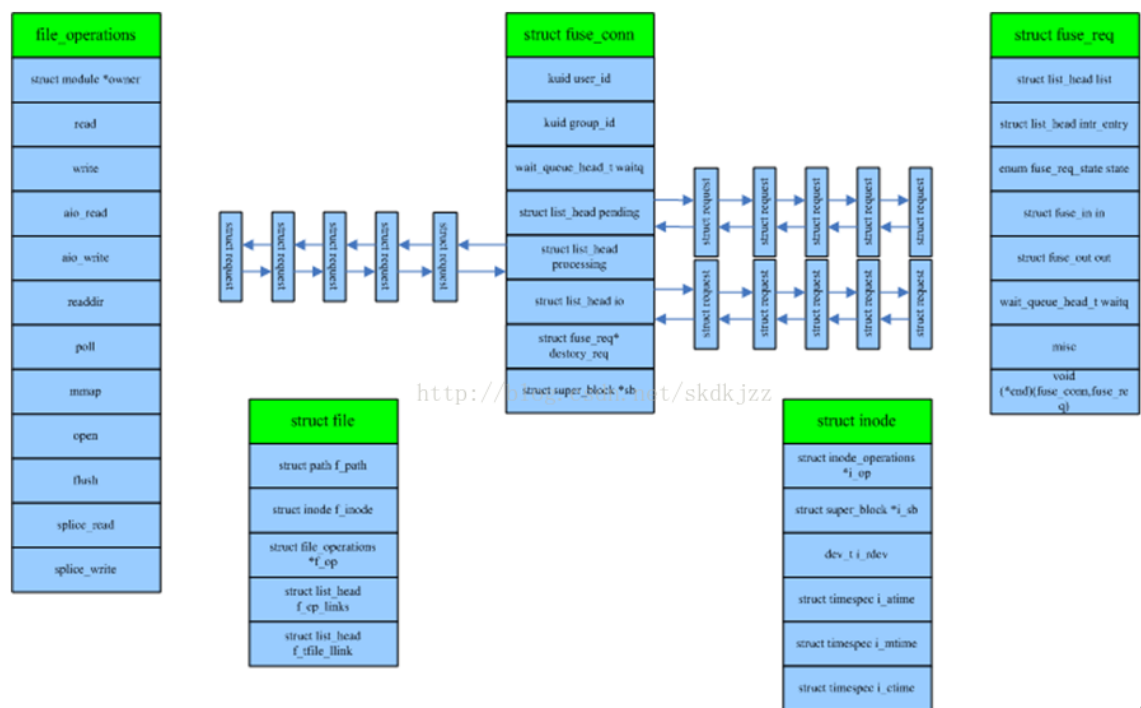 file_operations
struct module *owner
read
write
aio_read
aio_write
readdir
poll
mmap
open
flush
splice_read
splice_write
struct request
struct request
struct request
struct request
struct request
struct fuse_conn
kuid user_id
kuid group_id
wait_queue_head_t waitq
struct list_head pending
struct list_head
processing
struct list_head io
struct fuse_req*
destory_req
struct super_block *sb
struct request
struct request
struct request
struct request
struct request
struct request
struct request
struct request
struct request
struct request
struct fuse_req
struct list_head list
struct list_head intr_entry
enum fuse_req_state state
struct fuse_in in
struct fuse_out out
wait_queue_head_t waitq
misc
void
(*end)(fuse_conn,fuse_re
q)
struct file
struct path f_path
struct inode f_inode
struct file_operations
*f_op
struct list_head
f_ep_links
struct list_head
f_tfile_llink
struct inode
struct inode_operations
*i_op
struct super_block *i_sb
dev_t i_rdev
struct timespec i_atime
struct timespec i_mtime
struct timespec i_ctime
http://
net/skdkjzz